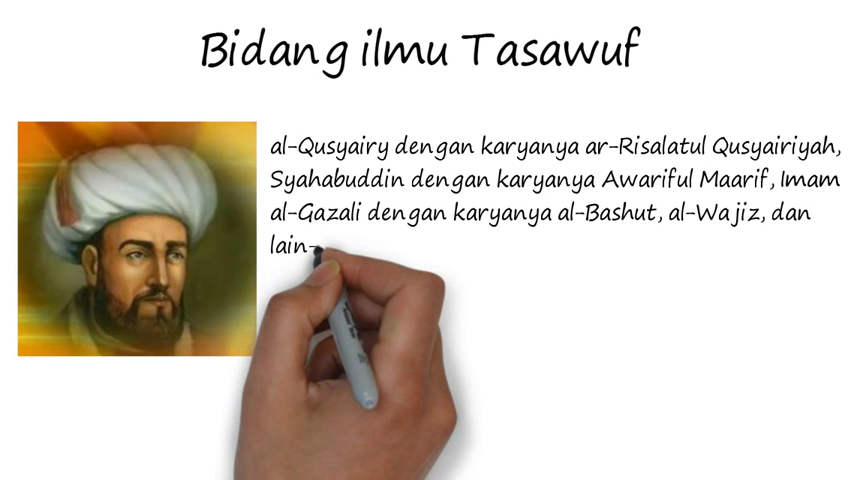 Bidang ilmu Tasawuf
al-Qusyairy dengan karyanya ar-Risalatul Qusyairiyah,
Syahabuddin dengan karyanya Awariful Maarif, Imam
al-Gazali dengan karyanya al-Bashut, al-Wajiz, dan
lain-